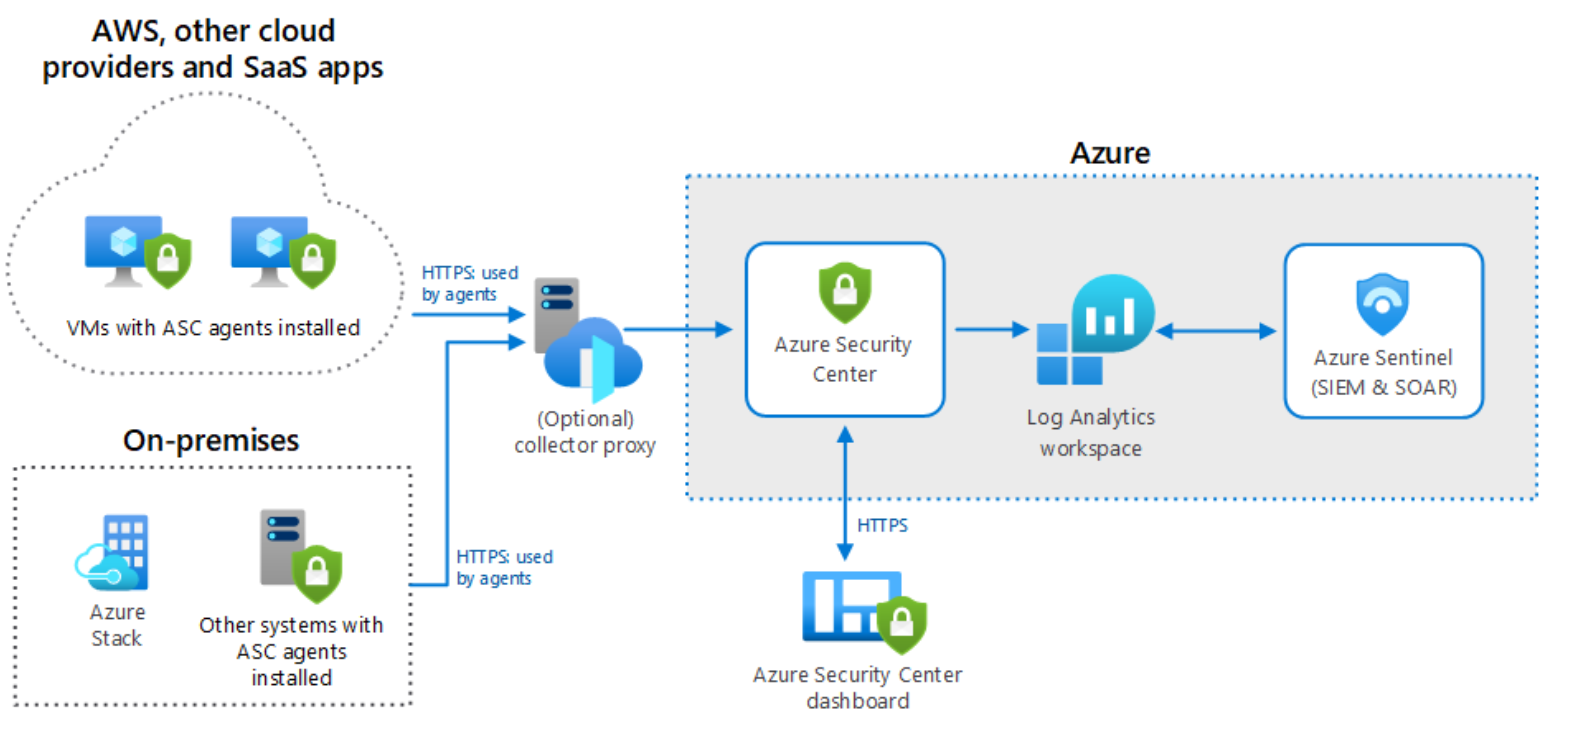 AWS, other cloud
providers and SaaS apps
VMs with ASC agents installed
HTTPS: used
by agents
On-premises
Azure
Stack
Other systems with
ASC agents
installed
HTTPS: used
by agents
(Optional)
collector proxy
Azure
Azure Security
Center
Log Analytics
workspace
Azure Sentinel
(SIEM & SOAR)
HTTPS
Azure Security Center
dashboard